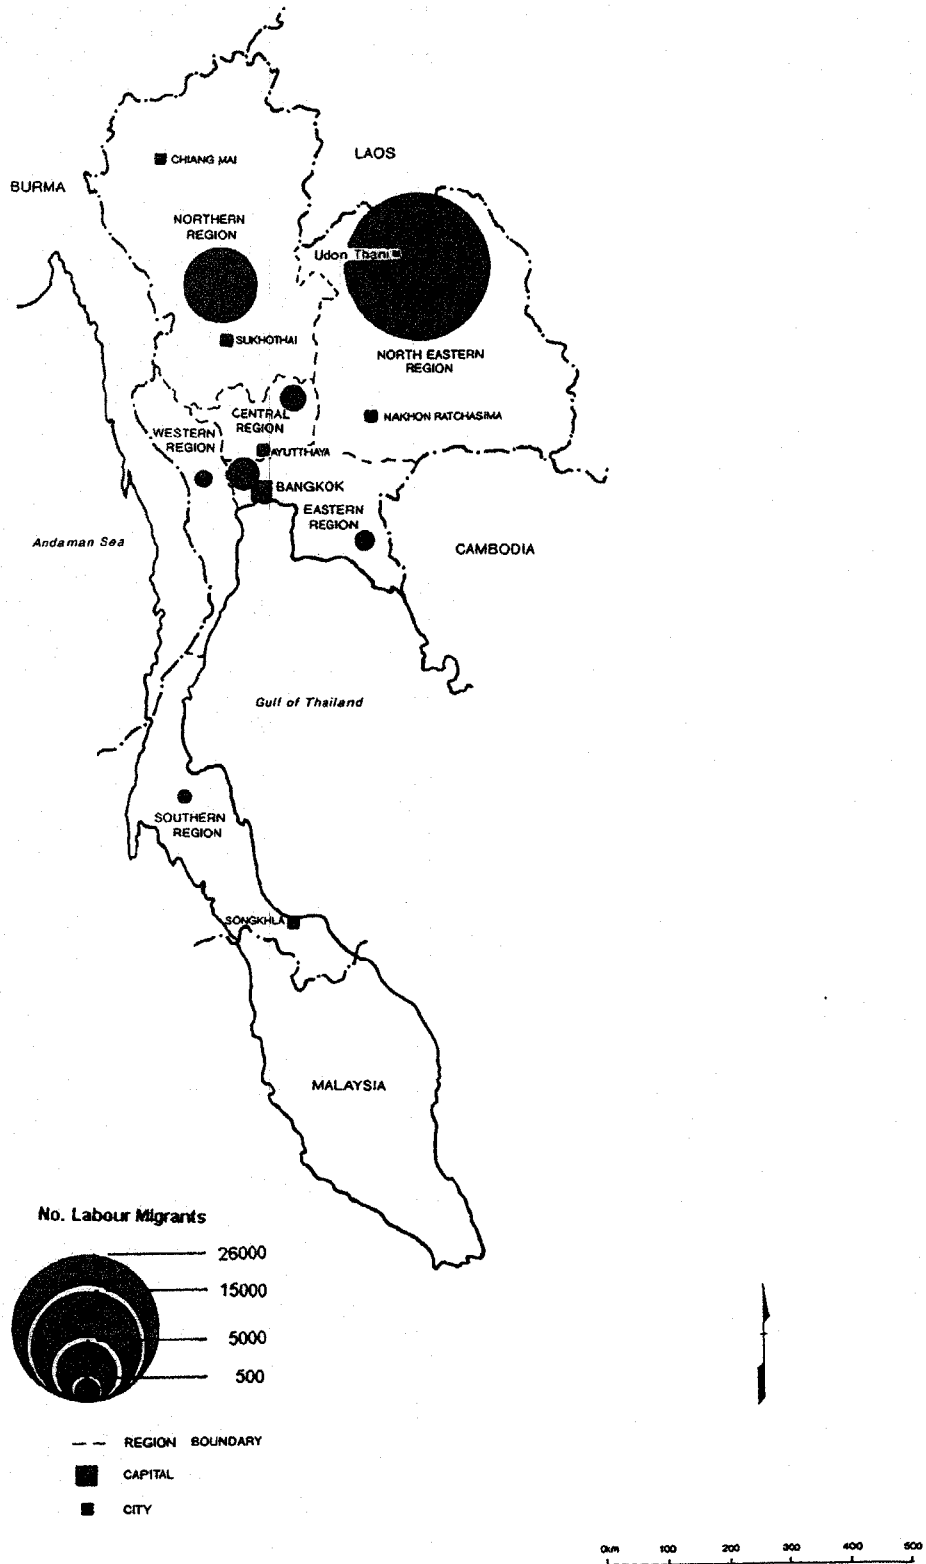 CHIANG MAI
LAOS
BURMA
NORTHERN
REGION
Udon Thani
SUKHOTHAI
NORTH EASTERN
REGION
CENTRAL
REGION
NAKHON RATCHASIMA
WESTERN
REGION
AYUTTHAYA
BANGKOK
EASTERN
REGION
Andaman Sea
CAMBODIA
Gulf of Thailand
SOUTHERN
REGION
SONGKHLA
MALAYSIA
No. Labour Migrants
26000
15000
5000
500
REGION BOUNDARY
CAPITAL
CITY
0km 100 200 300 400 500